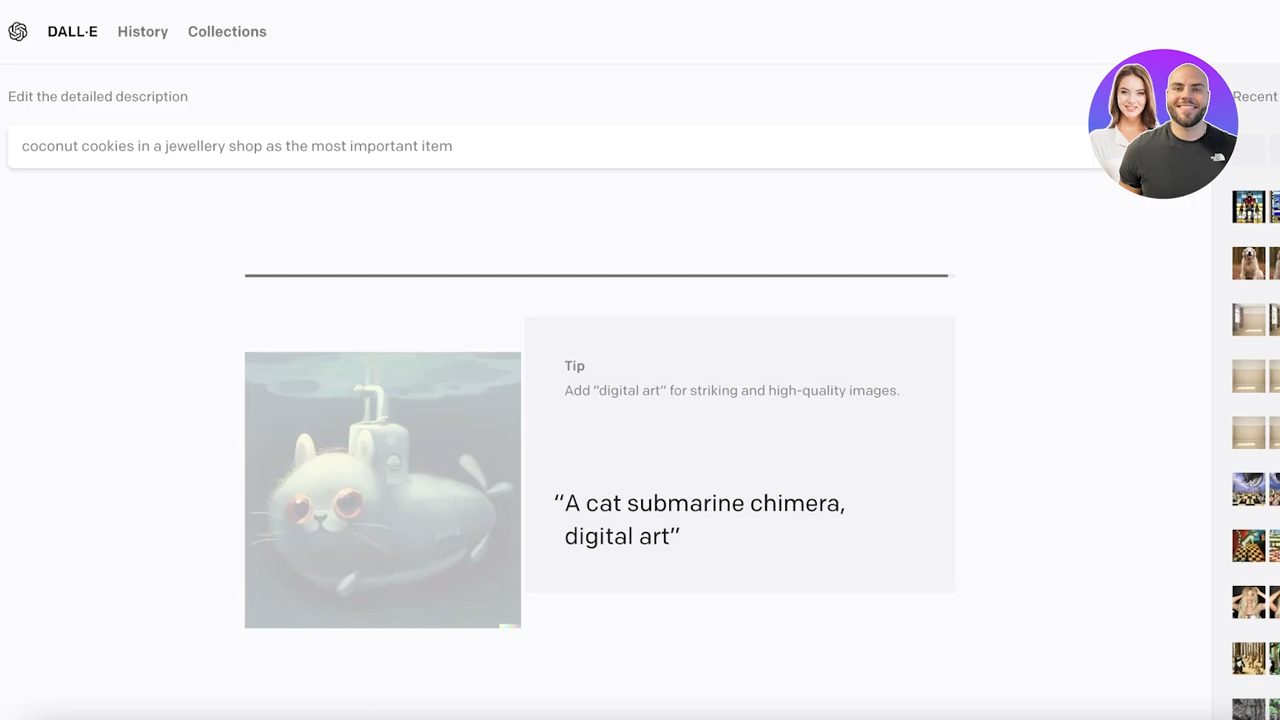 DALL·E History Collections
Edit the detailed description
Recent
coconut cookies in a jewellery shop as the most important item
Tip
Add “digital art” for striking and high-quality images.
“A cat submarine chimera,
digital art”